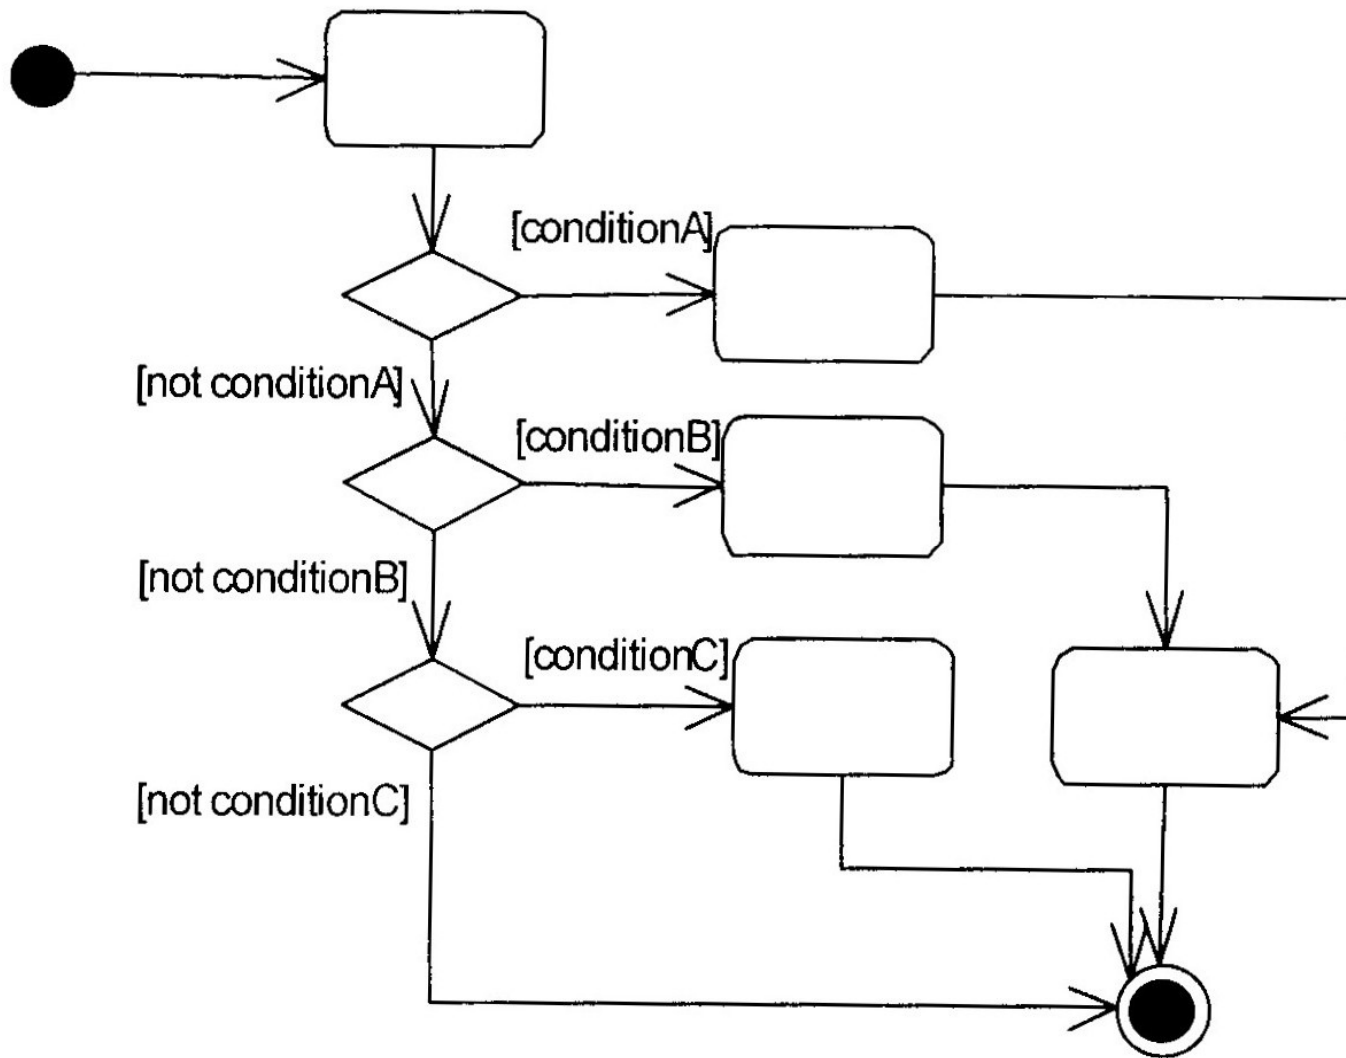 [conditionA]
[not conditionA]
[conditionB]
[not conditionB]
[conditionC]
[not conditionC]